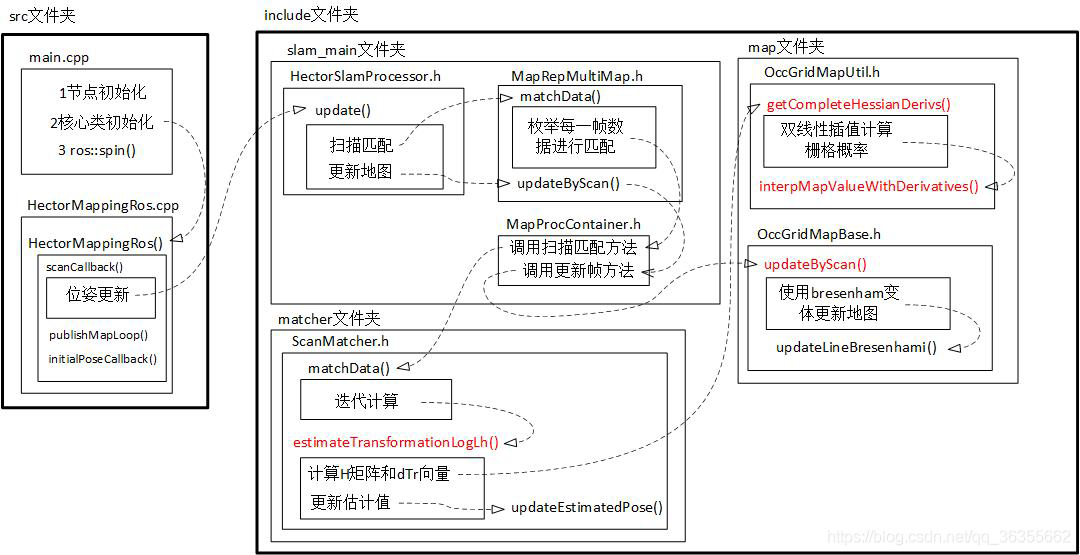 src文件夹
main.cpp
1节点初始化
2核心类初始化
3 ros::spin()
HectorMappingRos.cpp
HectorMappingRos()
scanCallback()
位姿更新
publishMapLoop()
initialPoseCallback()
include文件夹
slam_main文件夹
HectorSlamProcessor.h
update()
扫描匹配
更新地图
MapRepMultiMap.h
matchData()
枚举每一帧数
据进行匹配
updateByScan()
MapProcContainer.h
调用扫描匹配方法
调用更新帧方法
matcher文件夹
ScanMatcher.h
matchData()
迭代计算
estimateTransformationLogLh()
计算H矩阵和dTr向量
更新估计值
updateEstimatedPose()
map文件夹
OccGridMapUtil.h
getCompleteHessianDerivs()
双线性插值计算
栅格概率
interpMapValueWithDerivatives()
OccGridMapBase.h
updateByScan()
使用bresenham变
体更新地图
updateLineBresenhami()
https://blog.csdn.net/qq_36355662